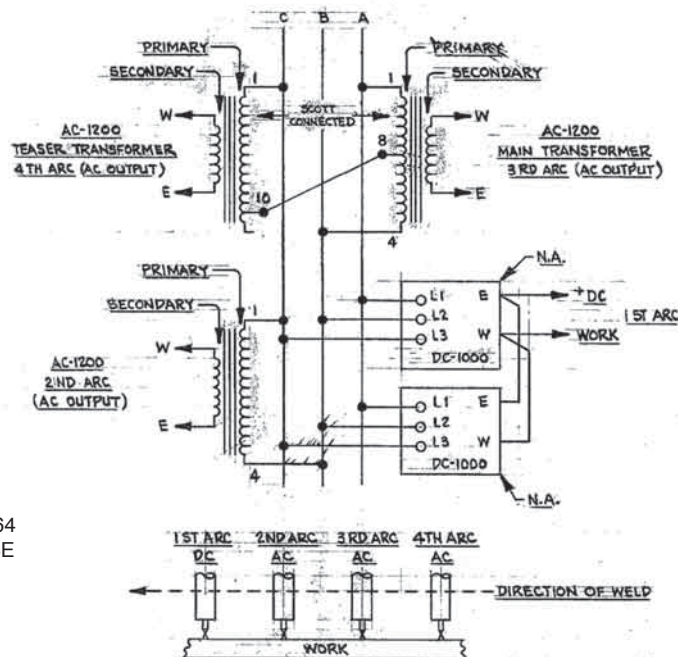 C B A
PRIMARY
SECONDARY
1
W
E
AC-1200
TEASER TRANSFORMER
4TH ARC (AC OUTPUT)
10
SCOTT
CONNECTED
1
8
4
PRIMARY
SECONDARY
W
E
AC-1200
MAIN TRANSFORMER
3RD ARC (AC OUTPUT)
PRIMARY
SECONDARY
1
W
E
AC-1200
2ND ARC
(AC OUTPUT)
4
N.A.
L1 E
L2
L3 W
DC-1000
+DC
1ST ARC
WORK
L1 E
L2
L3 W
DC-1000
N.A.
64
E
1ST ARC 2ND ARC 3RD ARC 4TH ARC
DC AC AC AC
DIRECTION OF WELD
WORK